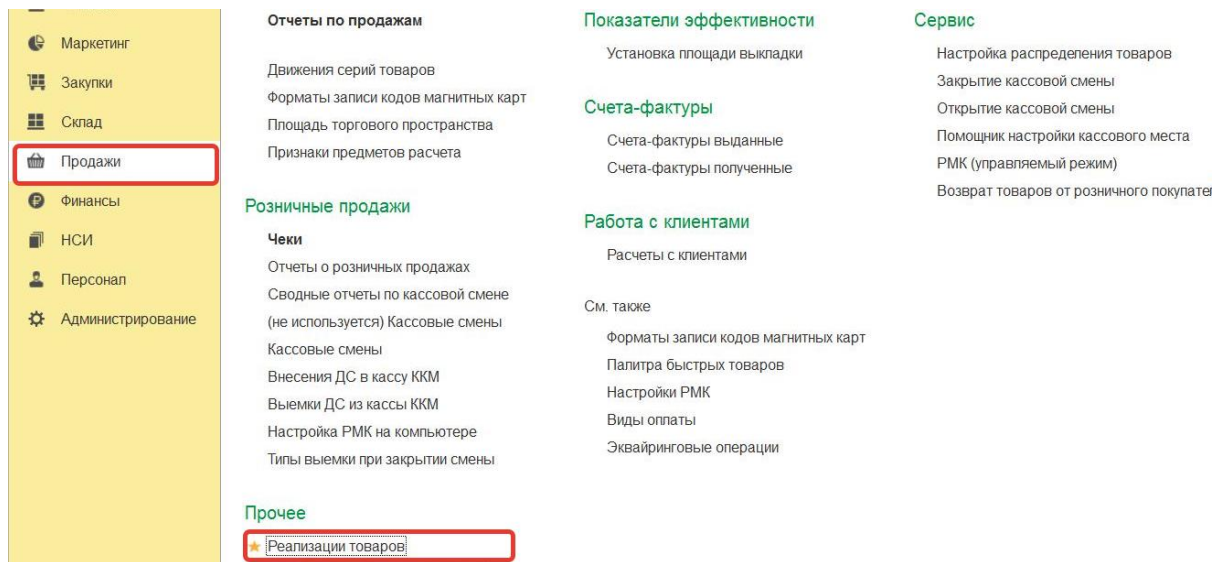 Маркетинг
Закупки
Склад
Продажи
Финансы
НСИ
Персонал
Администрирование
Отчеты по продажам
Движения серий товаров
Форматы записи кодов магнитных карт
Площадь торгового пространства
Признаки предметов расчета
Розничные продажи
Чеки
Отчеты о розничных продажах
Сводные отчеты по кассовой смене
(не используется) Кассовые смены
Кассовые смены
Внесения ДС в кассу ККМ
Выемки ДС из кассы ККМ
Настройка РМК на компьютере
Типы выемки при закрытии смены
Прочее
Реализации товаров
Показатели эффективности
Установка площади выкладки
Счета-фактуры
Счета-фактуры выданные
Счета-фактуры полученные
Работа с клиентами
Расчеты с клиентами
См. также
Форматы записи кодов магнитных карт
Палитра быстрых товаров
Настройки РМК
Виды оплаты
Эквайринговые операции
Сервис
Настройка распределения товаров
Закрытие кассовой смены
Открытие кассовой смены
Помощник настройки кассового места
РМК (управляемый режим)
Возврат товаров от розничного покупате